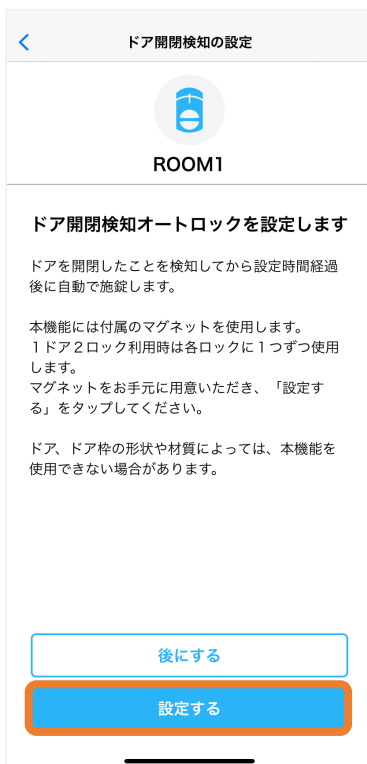 ドア開閉検知の設定
ROOM1
ドア開閉検知オートロックを設定します
ドアを開閉したことを検知してから設定時間経過
後に自動で施錠します。
本機能には付属のマグネットを使用します。
１ドア２ロック利用時は各ロックに１つずつ使用
します。
マグネットをお手元に用意いただき、「設定す
る」をタップしてください。
ドア、ドア枠の形状や材質によっては、本機能を
使用できない場合があります。
後にする
設定する